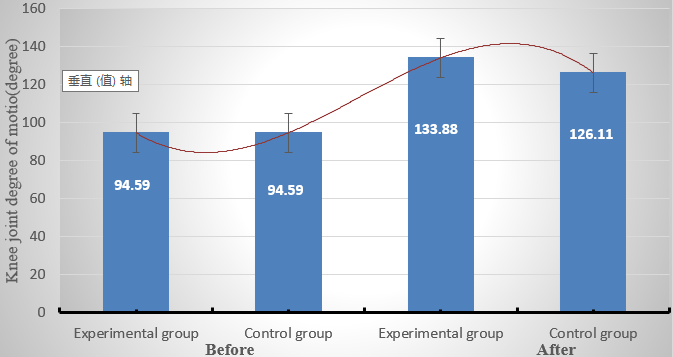 160
140
120
100
80
60
40
20
0
Knee joint degree of motio(degree)
垂直 (值) 轴
94.59
94.59
133.88
126.11
Experimental group
Control group
Experimental group
Control group
Before
After